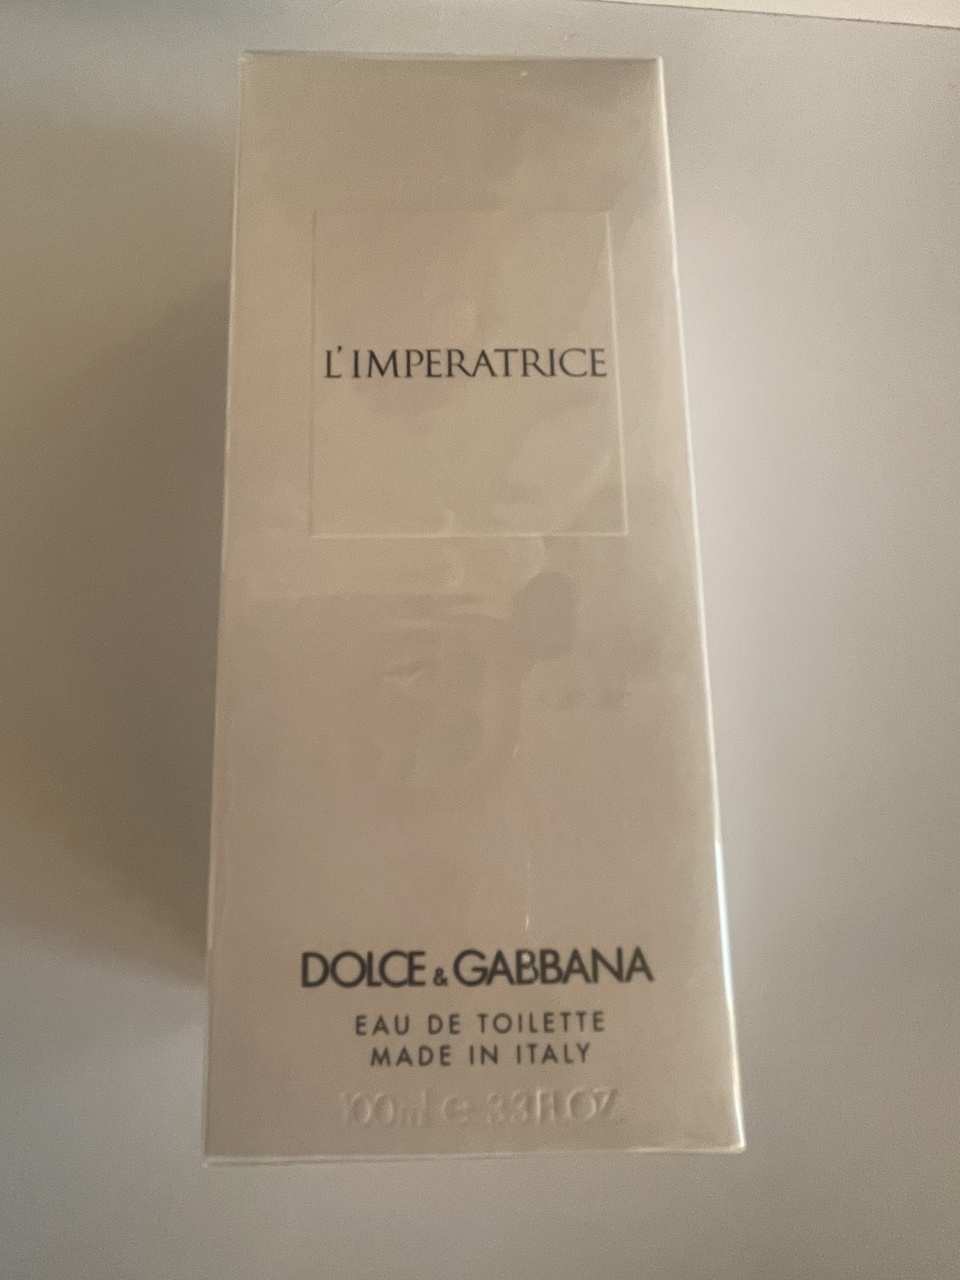 L'IMPERATRICE
DOLCE & GABBANA
EAU DE TOILETTE
MADE IN ITALY
100ml e 3.3 FL.OZ.